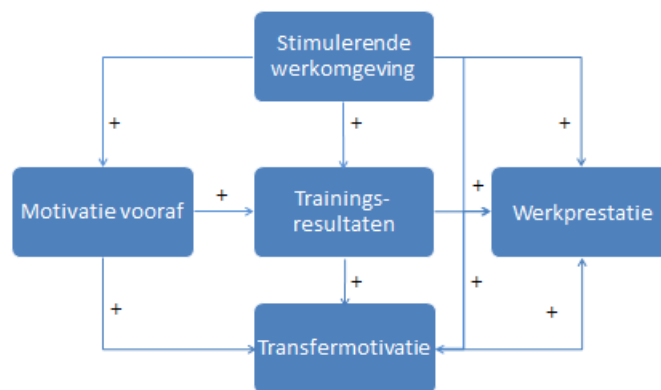 Stimulerende
werkomgeving
+
+
+
Motivatie vooraf
+
Trainings-
resultaten
+
Werkprestatie
+
+
+
+
Transfermotivatie